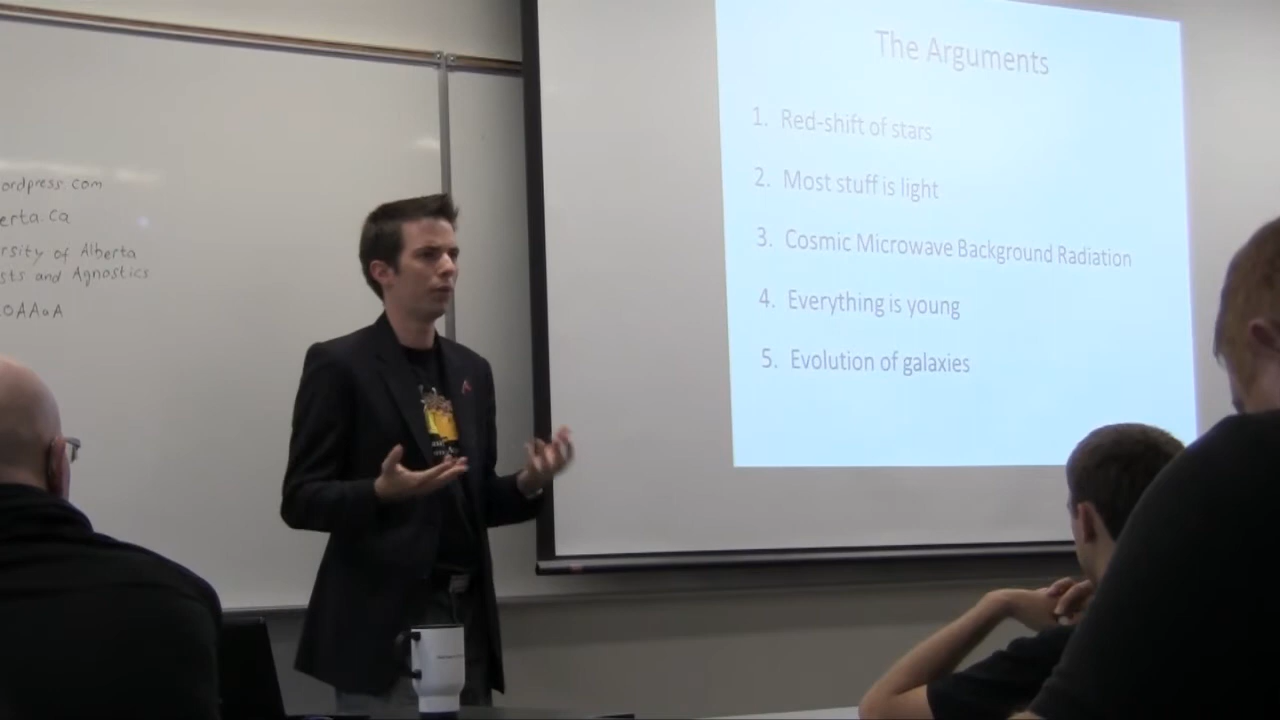 ordpress.com
erta.ca
rsity of Alberta
sts and Agnostics
OAAaA
The Arguments
1. Red-shift of stars
2. Most stuff is light
3. Cosmic Microwave Background Radiation
4. Everything is young
5. Evolution of galaxies